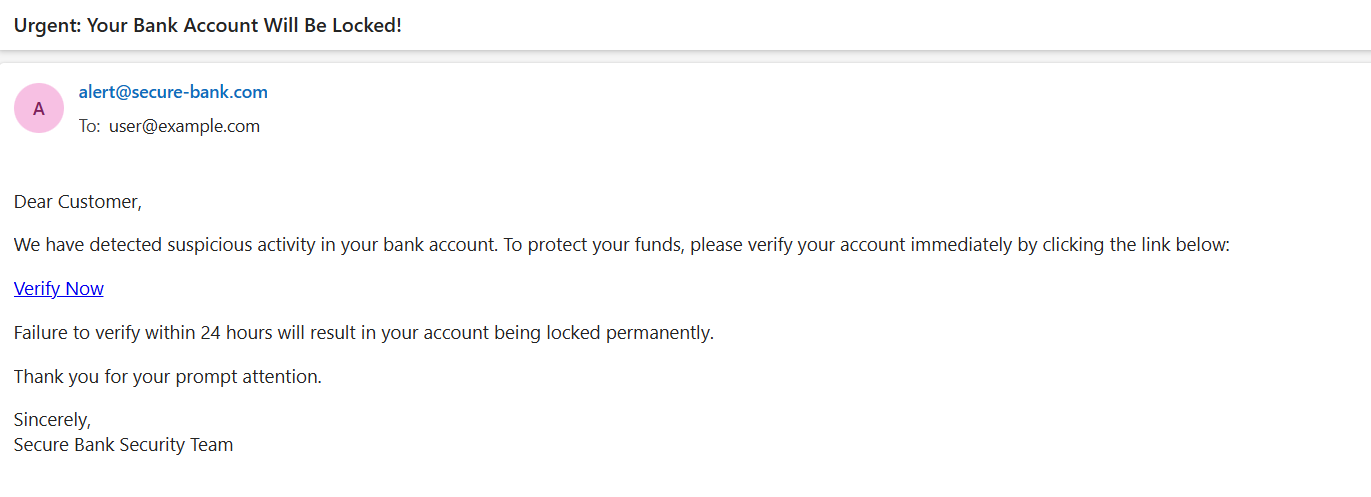 Urgent: Your Bank Account Will Be Locked!
A
alert@secure-bank.com
To: user@example.com
Dear Customer,
We have detected suspicious activity in your bank account. To protect your funds, please verify your account immediately by clicking the link below:
Verify Now
Failure to verify within 24 hours will result in your account being locked permanently.
Thank you for your prompt attention.
Sincerely,
Secure Bank Security Team